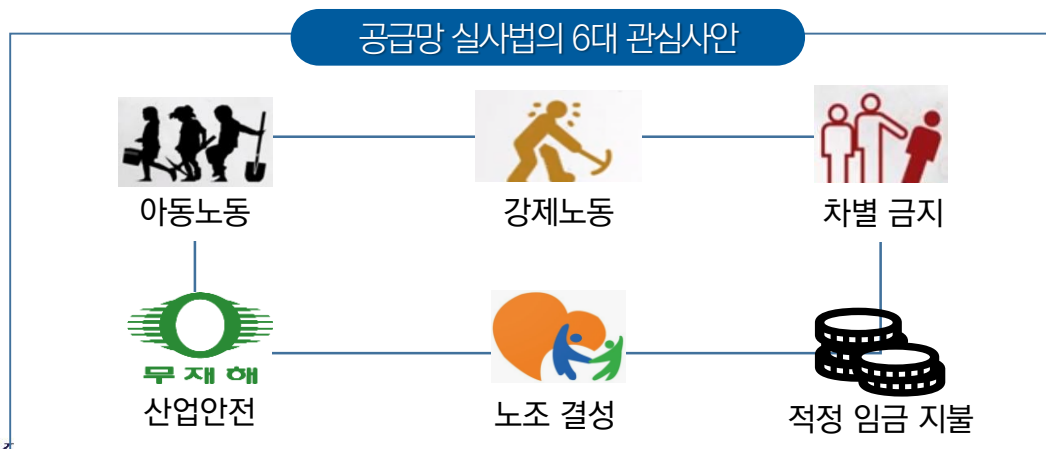 공급망 실사법의 6대 관심사안
아동노동
강제노동
차별 금지
무재해
산업안전
노조 결성
적정 임금 지불